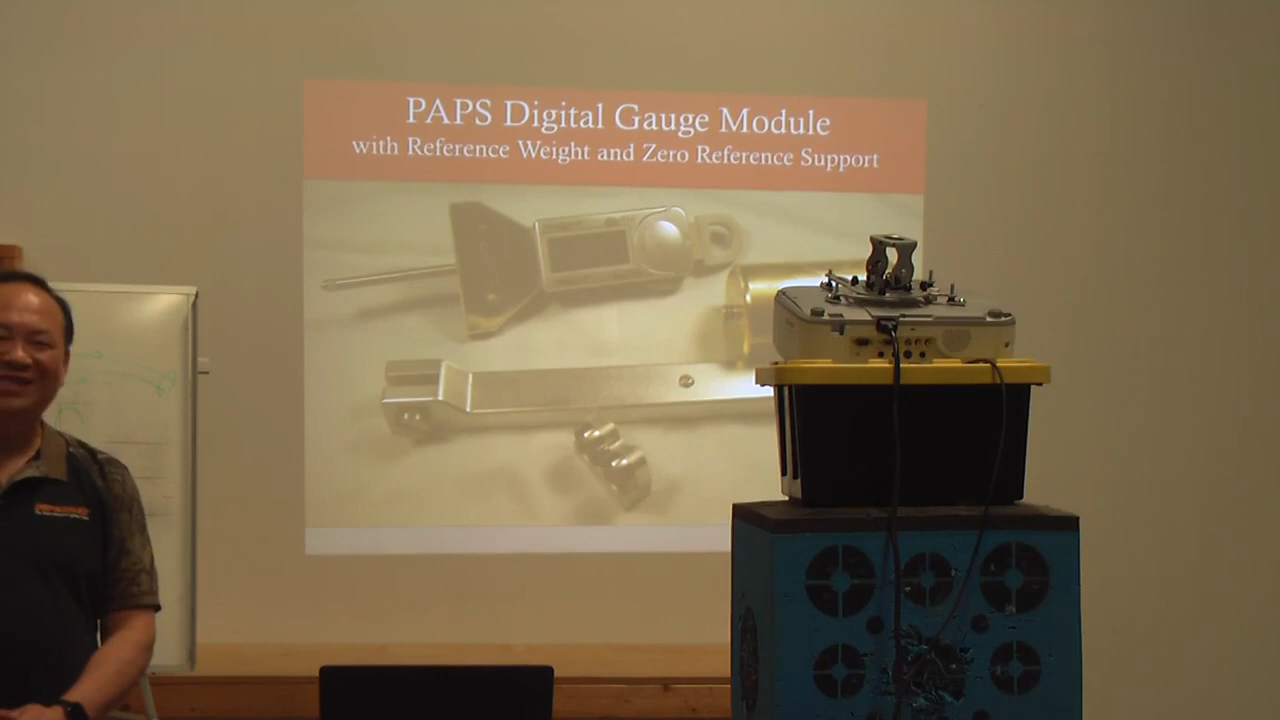 PAPS Digital Gauge Module
with Reference Weight and Zero Reference Support